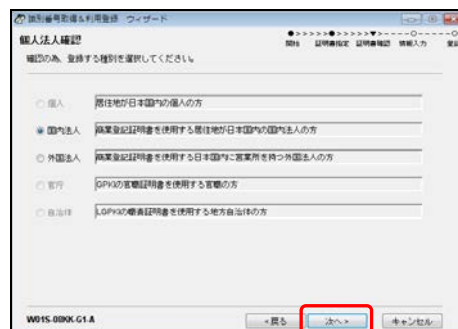 識別番号取得&利用登録 ウィザード
個人法人確認
開始 証明書指定 証明書確認 情報入力
確認の為、登録する種別を選択してください。
個人 居住地が日本国内の個人の方
国内法人 商業登記証明書を使用する居住地が日本国内の国内法人の方
外国法人 商業登記証明書を使用する日本国内に営業所を持つ外国法人の方
官庁 GPKIの官職証明書を使用する官職の方
自治体 LGPKIの職責証明書を使用する地方自治体の方
W01S-00KK-G1-A
<戻る 次へ> キャンセル